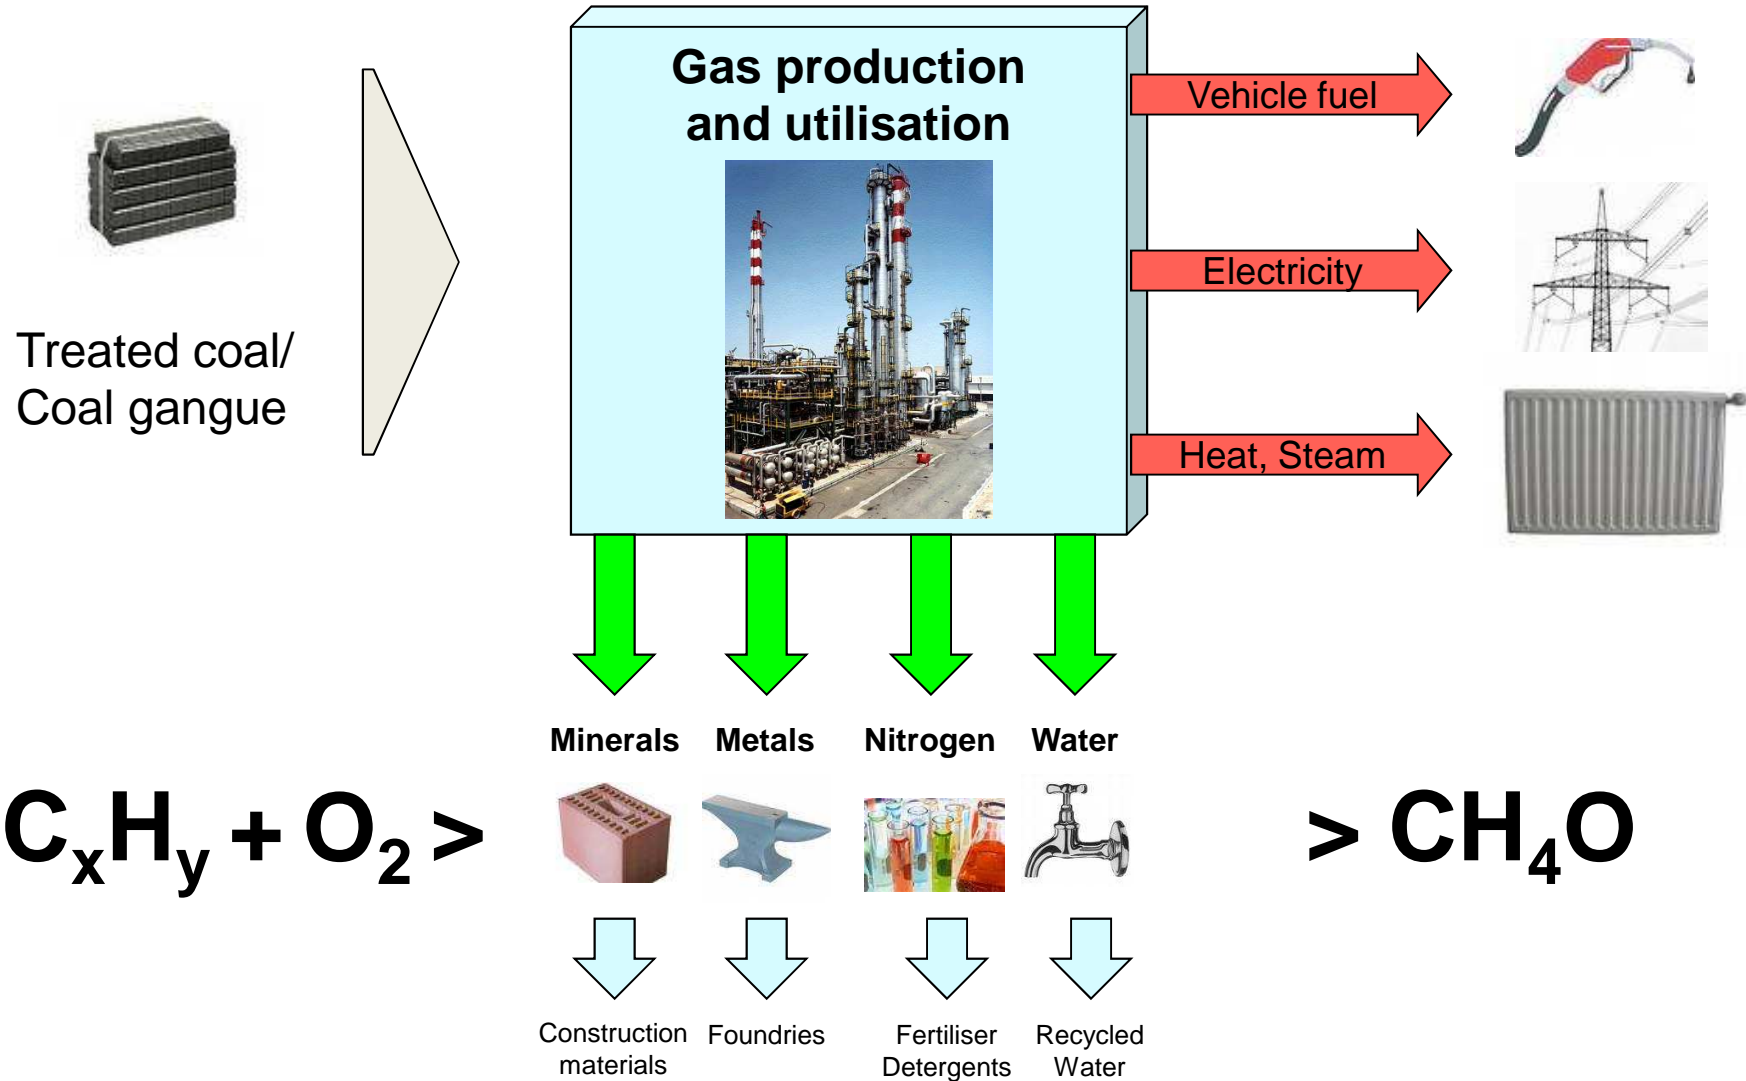 Gas production
and utilisation
Vehicle fuel
Electricity
Heat, Steam
Treated coal/
Coal gangue
Minerals
Metals
Nitrogen
Water
CxHy + O2 >
> CH4O
Construction
materials
Foundries
Fertiliser
Detergents
Recycled
Water